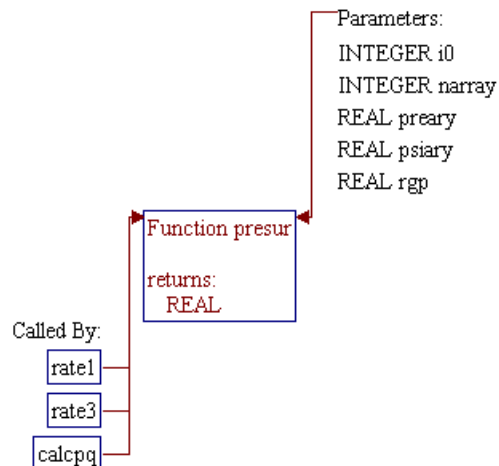 Parameters:
INTEGER i0
INTEGER narray
REAL preary
REAL psiary
REAL rgp
Function presur
returns:
REAL
Called By:
rate1
rate3
calcpq